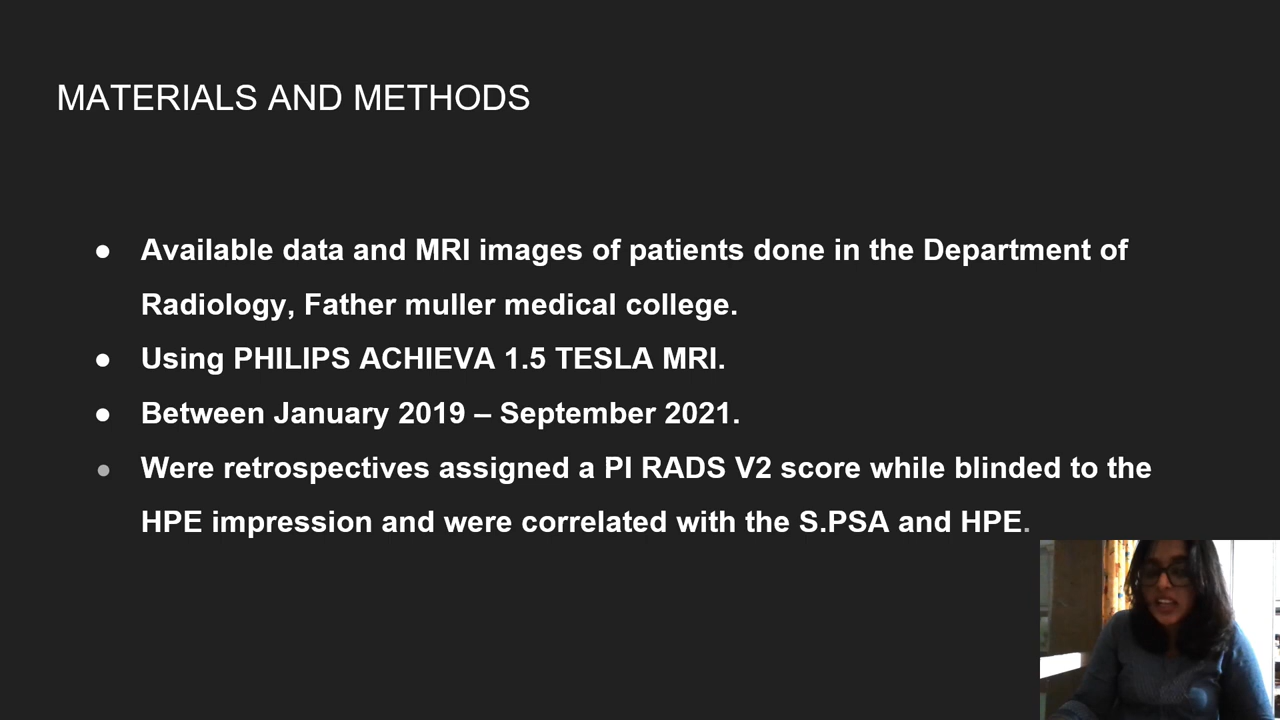 MATERIALS AND METHODS
● Available data and MRI images of patients done in the Department of
Radiology, Father muller medical college.
● Using PHILIPS ACHIEVA 1.5 TESLA MRI.
● Between January 2019 – September 2021.
● Were retrospectives assigned a PI RADS V2 score while blinded to the
HPE impression and were correlated with the S.PSA and HPE.